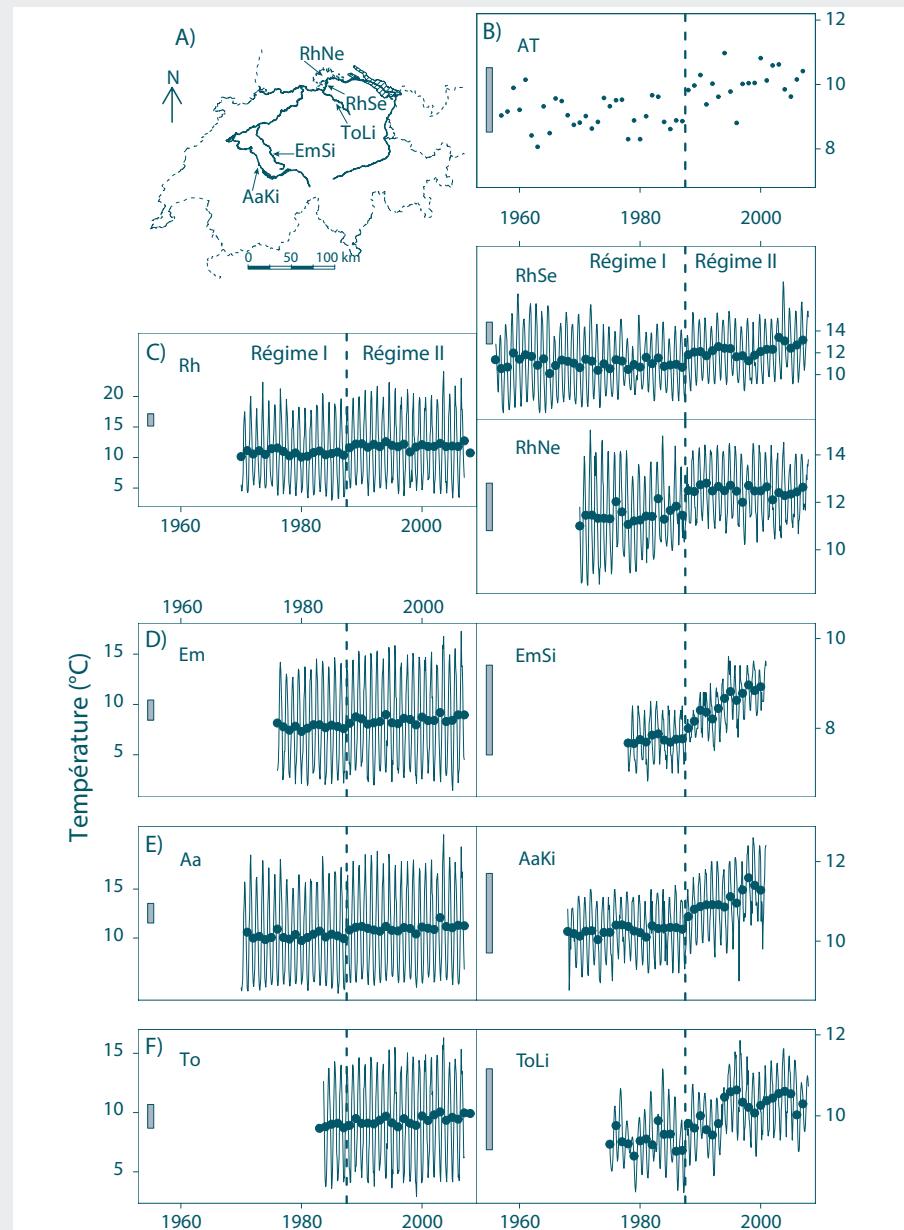 A)
N
RhNe
RhSe
ToLi
EmSi
AaKi
0 50 100 km
B)
AT
12
10
8
1960 1980 2000
RhSe
Régime I Régime II
14
12
10
C)
Rh
Régime I Régime II
20
15
10
5
1960 1980 2000
RhNe
14
12
10
1960 1980 2000
Température (°C)
D)
Em
15
10
5
EmSi
10
8
E)
Aa
15
10
AaKi
12
10
F)
To
15
10
5
ToLi
12
10
1960 1980 2000
1960 1980 2000